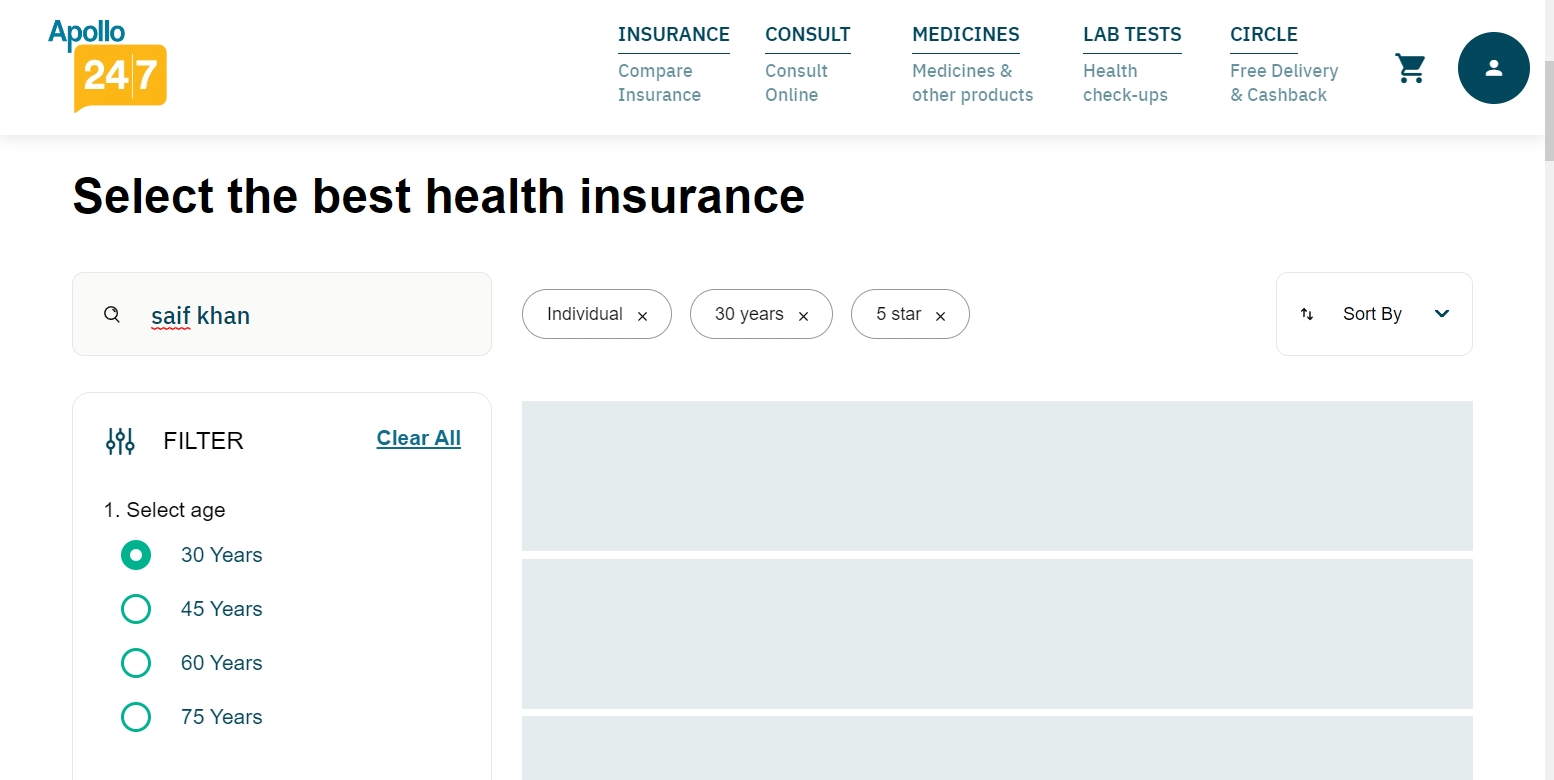 Apollo
24|7
INSURANCE
Compare
Insurance
CONSULT
Consult
Online
MEDICINES
Medicines &
other products
LAB TESTS
Health
check-ups
CIRCLE
Free Delivery
& Cashback
Select the best health insurance
saif khan
Individual ×
30 years ×
5 star ×
Sort By
FILTER
Clear All
1. Select age
30 Years
45 Years
60 Years
75 Years